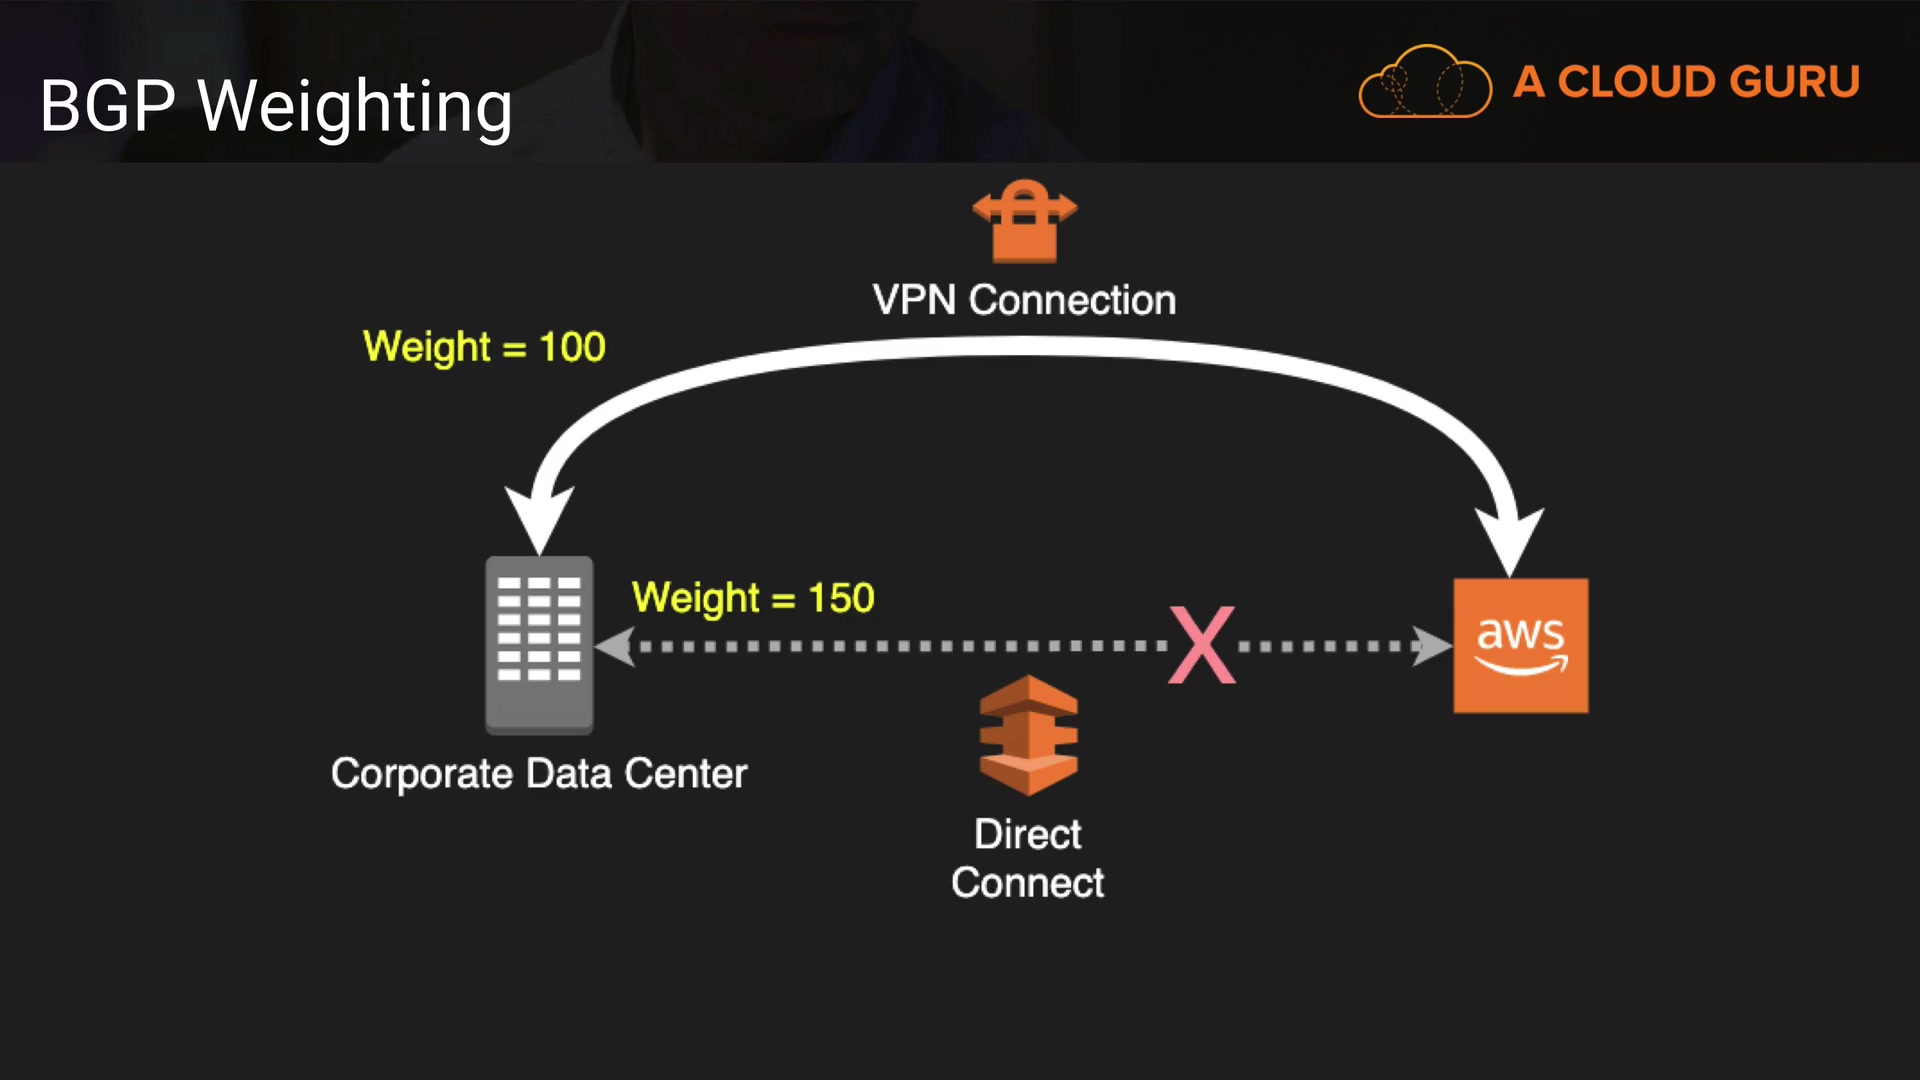 BGP Weighting
A CLOUD GURU
VPN Connection
Weight = 100
Weight = 150
X
aws
Corporate Data Center
Direct
Connect